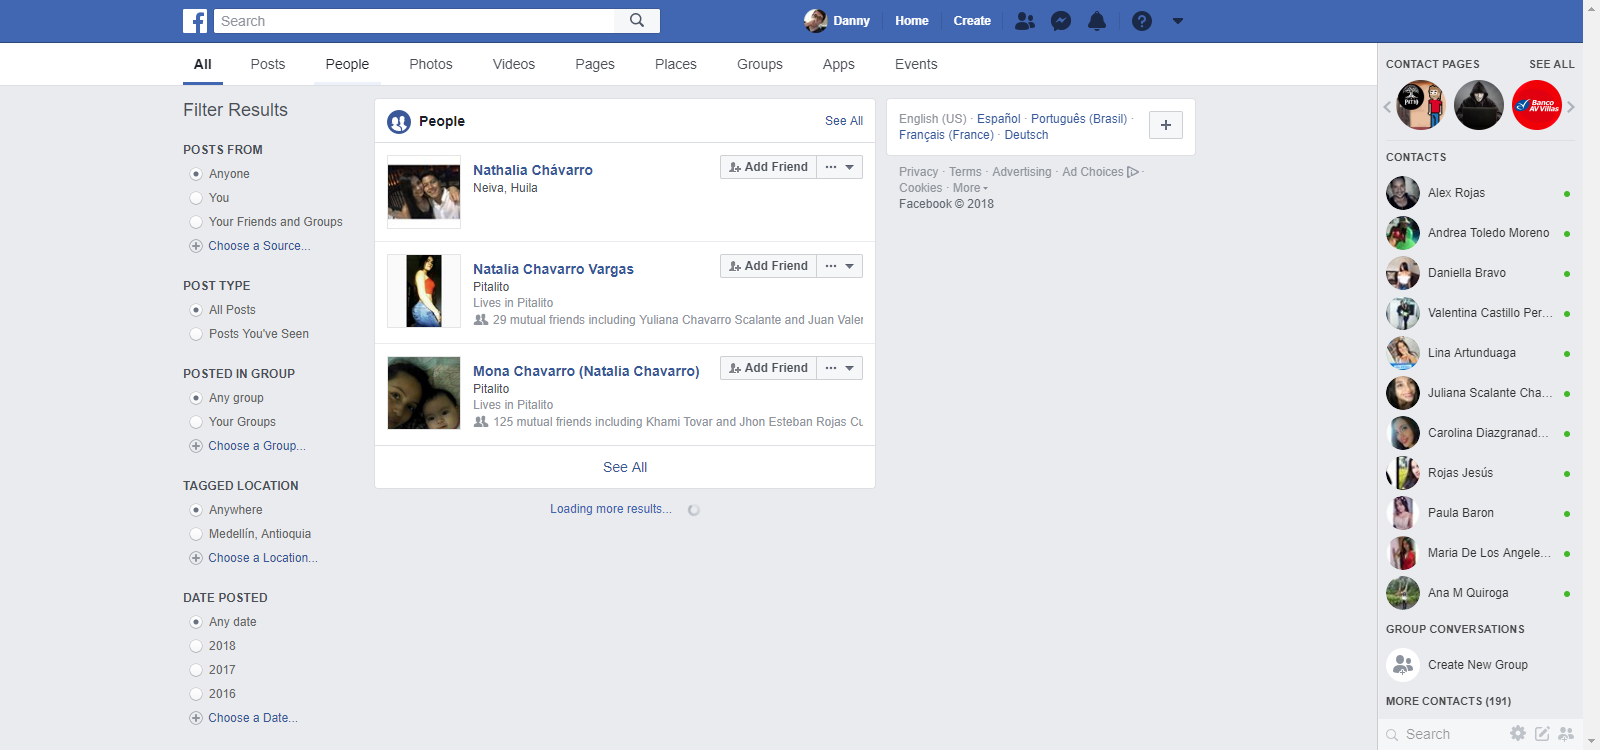 Search
Danny
Home
Create
All
Posts
People
Photos
Videos
Pages
Places
Groups
Apps
Events
Filter Results
POSTS FROM
Anyone
You
Your Friends and Groups
Choose a Source...
POST TYPE
All Posts
Posts You've Seen
POSTED IN GROUP
Any group
Your Groups
Choose a Group...
TAGGED LOCATION
Anywhere
Medellín, Antioquia
Choose a Location...
DATE POSTED
Any date
2018
2017
2016
Choose a Date...
People
See All
Nathalia Chávarro
Neiva, Huila
Add Friend
Natalia Chavarro Vargas
Pitalito
Lives in Pitalito
29 mutual friends including Yuliana Chavarro Scalante and Juan Valer
Add Friend
Mona Chavarro (Natalia Chavarro)
Pitalito
Lives in Pitalito
125 mutual friends including Khami Tovar and Jhon Esteban Rojas Cu
Add Friend
See All
Loading more results...
English (US) · Español · Português (Brasil) ·
Français (France) · Deutsch
Privacy · Terms · Advertising · Ad Choices ·
Cookies · More
Facebook © 2018
CONTACT PAGES
SEE ALL
Banco
AV Villas
CONTACTS
Alex Rojas
Andrea Toledo Moreno
Daniella Bravo
Valentina Castillo Per...
Lina Artunduaga
Juliana Scalante Cha...
Carolina Diazgranad...
Rojas Jesús
Paula Baron
Maria De Los Angele...
Ana M Quiroga
GROUP CONVERSATIONS
Create New Group
MORE CONTACTS (191)
Search